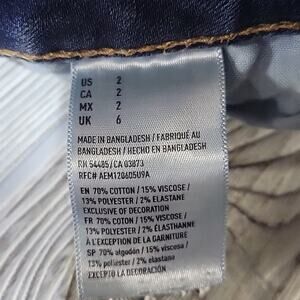 US 2
CA 2
MX 2
UK 6
MADE IN BANGLADESH / FABRIQUÉ AU
BANGLADESH / HECHO EN BANGLADESH
RN 54485/CA 03873
REFC# AEM12060SU9A
EN 70% COTTON / 15% VISCOSE /
13% POLYESTER / 2% ELASTANE
EXCLUSIVE OF DECORATION
FR 70% COTON / 15% VISCOSE /
13% POLYESTER / 2% ÉLASTHANNE
À L'EXCEPTION DE LA GARNITURE
SP 70% algodón / 15% viscosa /
13% poliéster / 2% elastane
EXCEPTO LA DECORACIÓN